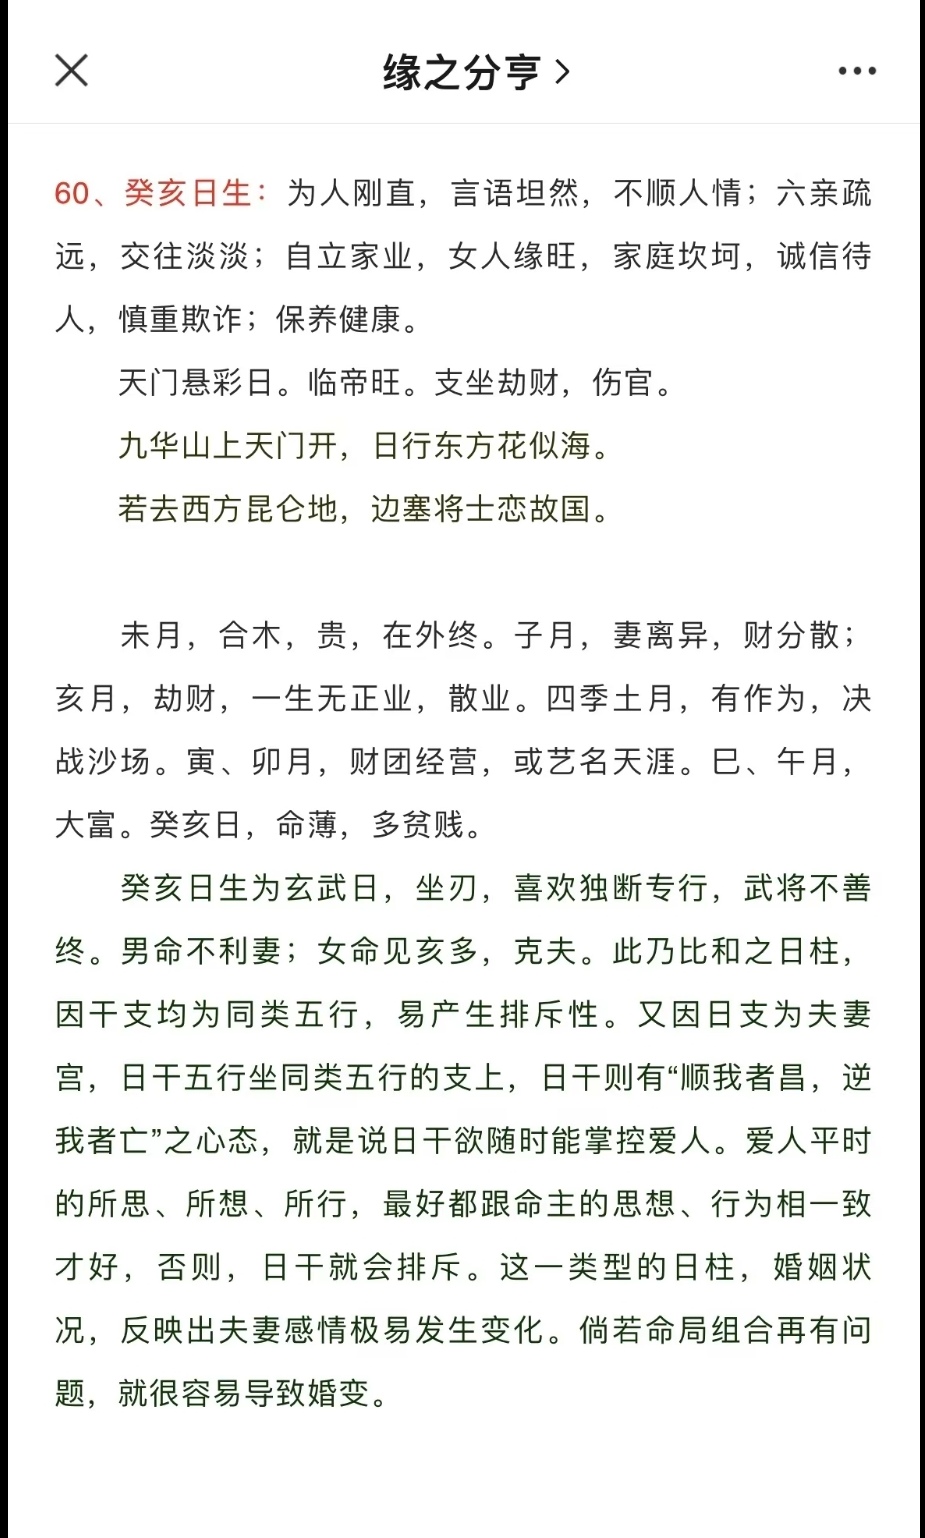 缘之分亨
60、癸亥日生：为人刚直，言语坦然，不顺人情；六亲疏
远，交往淡淡；自立家业，女人缘旺，家庭坎坷，诚信待
人，慎重欺诈；保养健康。
天门悬彩日。临帝旺。支坐劫财，伤官。
九华山上天门开，日行东方花似海。
若去西方昆仑地，边塞将士恋故国。
未月，合木，贵，在外终。子月，妻离异，财分散；
亥月，劫财，一生无正业，散业。四季土月，有作为，决
战沙场。寅、卯月，财团经营，或艺名天涯。巳、午月，
大富。癸亥日，命薄，多贫贱。
癸亥日生为玄武日，坐刃，喜欢独断专行，武将不善
终。男命不利妻；女命见亥多，克夫。此乃比和之日柱，
因干支均为同类五行，易产生排斥性。又因日支为夫妻
宫，日干五行坐同类五行的支上，日干则有“顺我者昌，逆
我者亡”之心态，就是说日干欲随时能掌控爱人。爱人平时
的所思、所想、所行，最好都跟命主的思想、行为相一致
才好，否则，日干就会排斥。这一类型的日柱，婚姻状
况，反映出夫妻感情极易发生变化。倘若命局组合再有问
题，就很容易导致婚变。